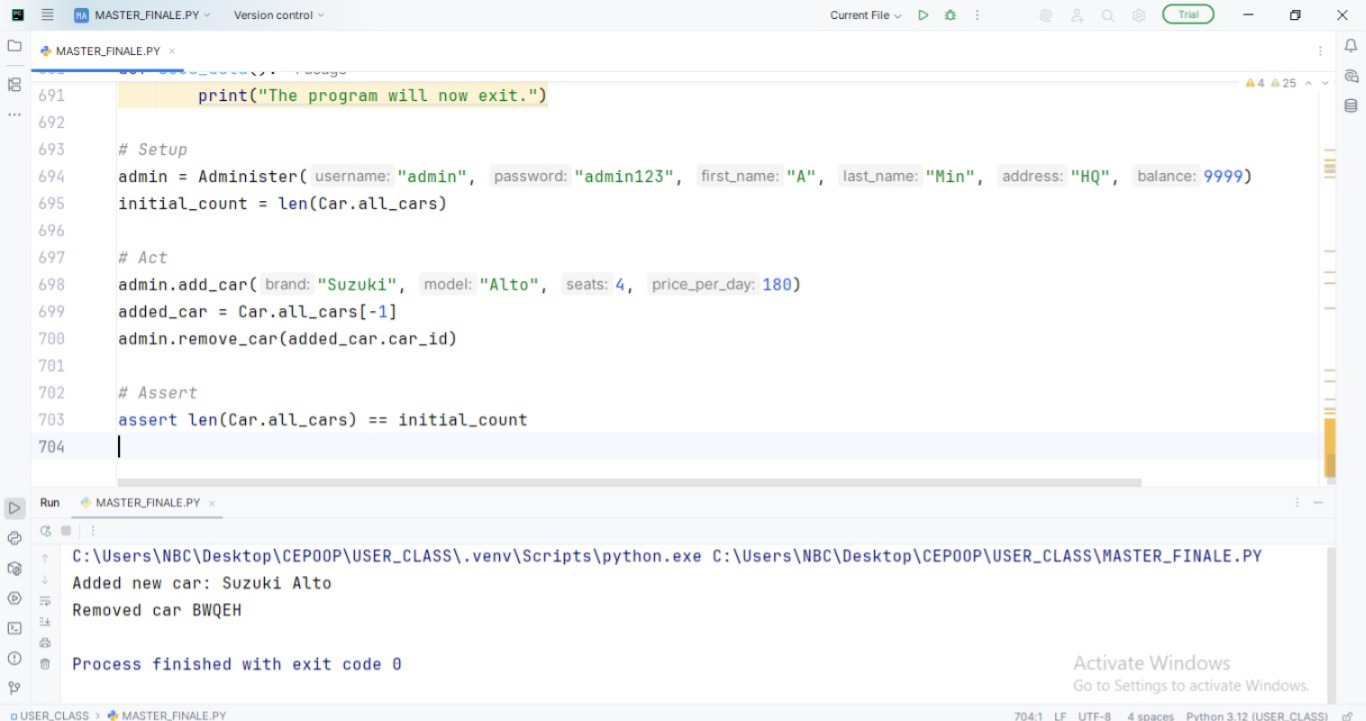 MA MASTER_FINALE.PY Version control Current File Trial
MASTER_FINALE.PY
4 25
691 print("The program will now exit.")
692
693 # Setup
694 admin = Administer( username: "admin", password: "admin123", first_name: "A", last_name: "Min", address: "HQ", balance: 9999)
695 initial_count = len(Car.all_cars)
696
697 # Act
698 admin.add_car( brand: "Suzuki", model: "Alto", seats: 4, price_per_day: 180)
699 added_car = Car.all_cars[-1]
700 admin.remove_car(added_car.car_id)
701
702 # Assert
703 assert len(Car.all_cars) == initial_count
704
Run MASTER_FINALE.PY
C:\Users\NBC\Desktop\CEPOOP\USER_CLASS\.venv\Scripts\python.exe C:\Users\NBC\Desktop\CEPOOP\USER_CLASS\MASTER_FINALE.PY
Added new car: Suzuki Alto
Removed car BWQEH
Process finished with exit code 0
Activate Windows
Go to Settings to activate Windows.
USER_CLASS > MASTER_FINALE.PY 704:1 LF UTF-8 4 spaces Python 3.12 (USER_CLASS)